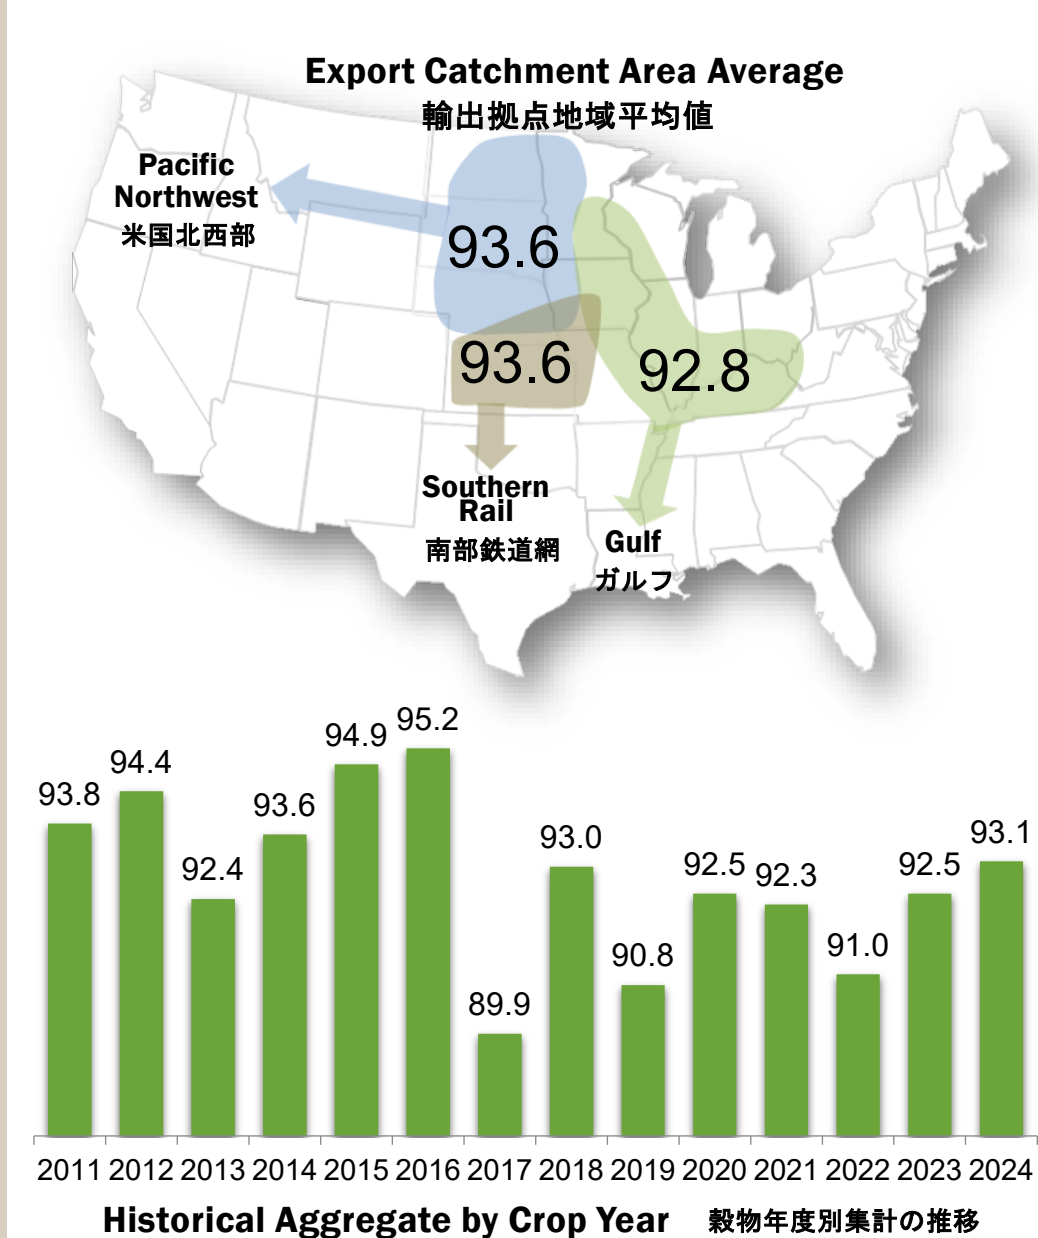 Export Catchment Area Average
輸出拠点地域平均値
Pacific
Northwest
米国北西部
93.6
93.6
92.8
Southern
Rail
南部鉄道網
Gulf
ガルフ
93.8
94.4
92.4
93.6
94.9
95.2
89.9
93.0
90.8
92.5
92.3
91.0
92.5
93.1
2011 2012 2013 2014 2015 2016 2017 2018 2019 2020 2021 2022 2023 2024
Historical Aggregate by Crop Year 穀物年度別集計の推移